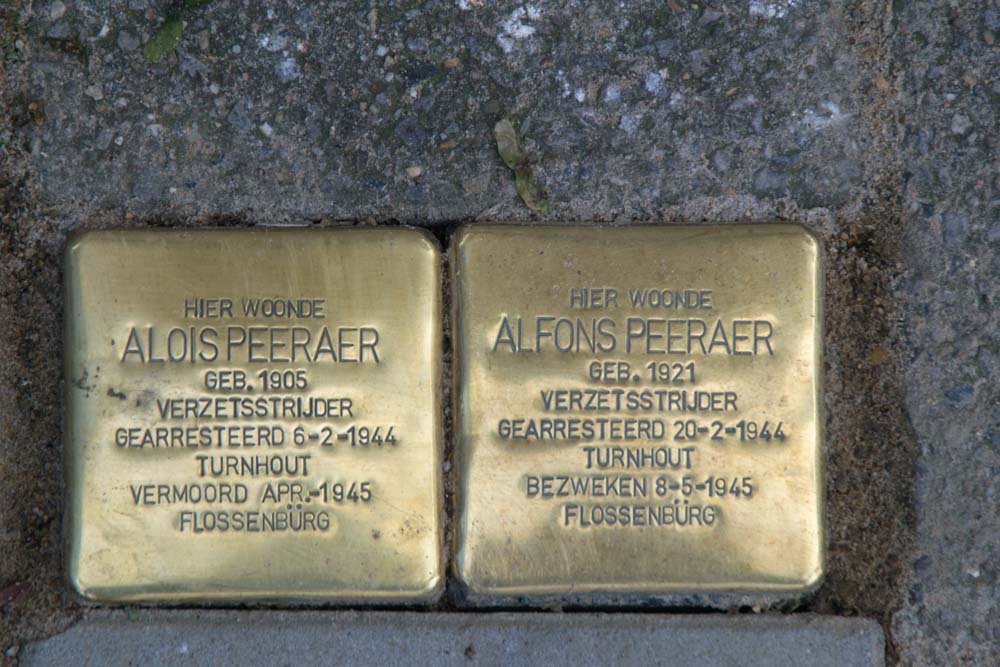 HIER WOONDE
ALOIS PEERAER
GEB. 1905
VERZETSSTRIJDER
GEARRESTEERD 6-2-1944
TURNHOUT
VERMOORD APR.-1945
FLOSSENBÜRG
HIER WOONDE
ALFONS PEERAER
GEB. 1921
VERZETSSTRIJDER
GEARRESTEERD 20-2-1944
TURNHOUT
BEZWEKEN 8-5-1945
FLOSSENBÜRG